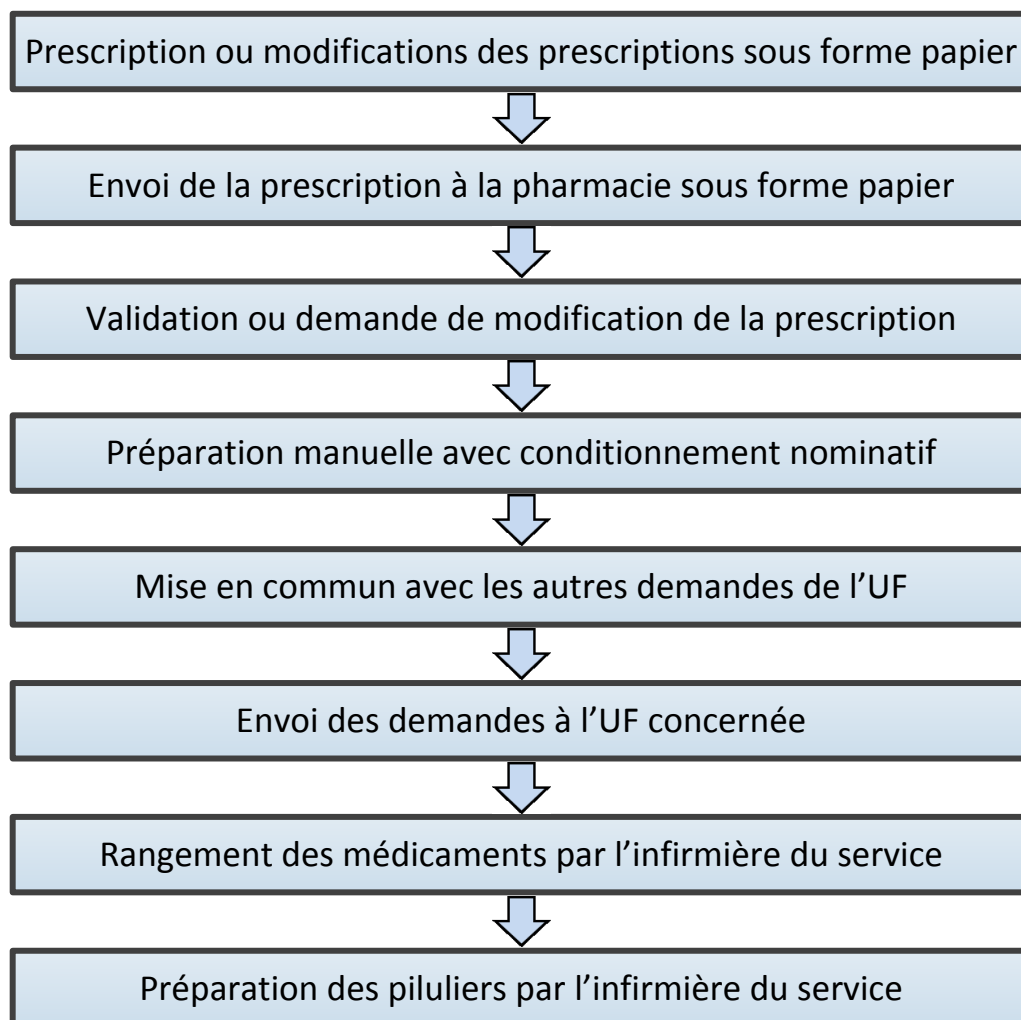 Prescription ou modifications des prescriptions sous forme papier
Envoi de la prescription à la pharmacie sous forme papier
Validation ou demande de modification de la prescription
Préparation manuelle avec conditionnement nominatif
Mise en commun avec les autres demandes de l’UF
Envoi des demandes à l’UF concernée
Rangement des médicaments par l’infirmière du service
Préparation des piluliers par l’infirmière du service